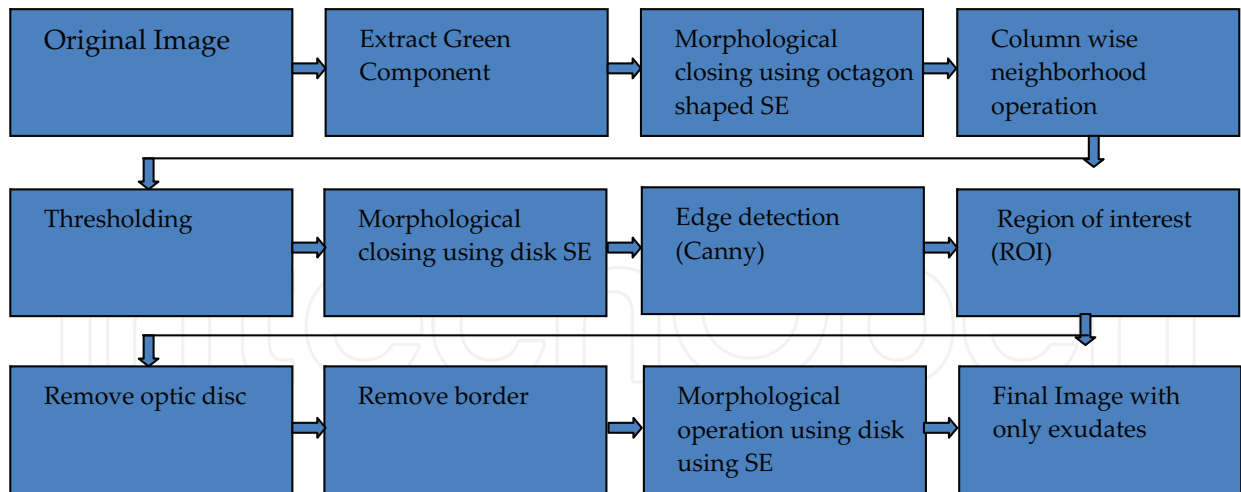 Original Image
Extract Green
Component
Morphological
closing using octagon
shaped SE
Column wise
neighborhood
operation
Thresholding
Morphological
closing using disk SE
Edge detection
(Canny)
Region of interest
(ROI)
Remove optic disc
Remove border
Morphological
operation using disk
using SE
Final Image with
only exudates
IntechOpen